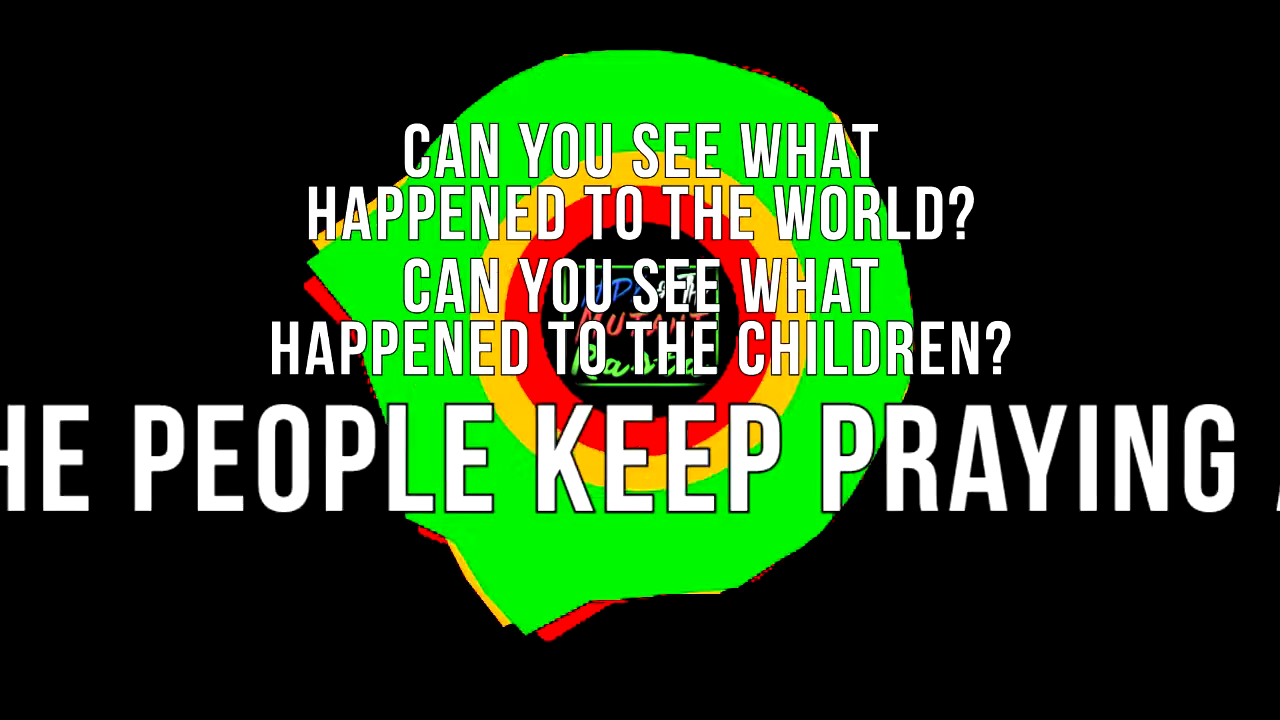 CAN YOU SEE WHAT
HAPPENED TO THE WORLD?
CAN YOU SEE WHAT
HAPPENED TO THE CHILDREN?
HE PEOPLE KEEP PRAYING
MUTANT